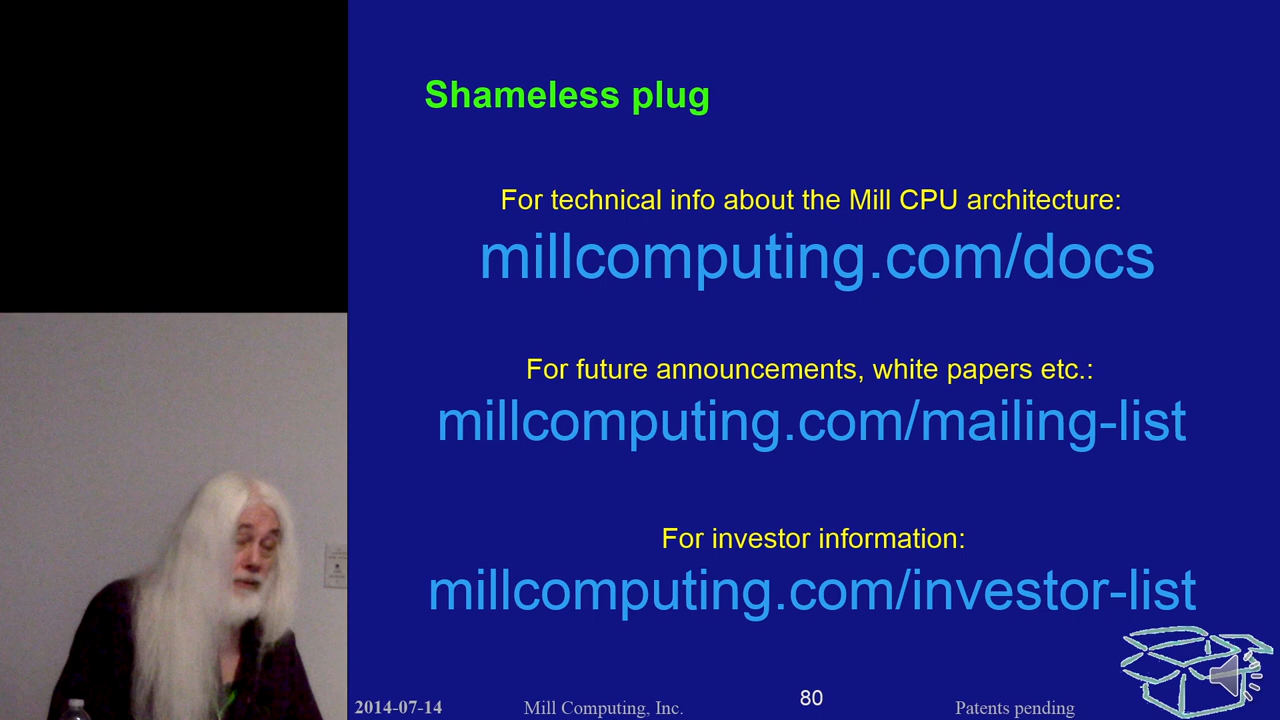 Shameless plug
For technical info about the Mill CPU architecture:
millcomputing.com/docs
For future announcements, white papers etc.:
millcomputing.com/mailing-list
For investor information:
millcomputing.com/investor-list
2014-07-14 Mill Computing, Inc. 80 Patents pending